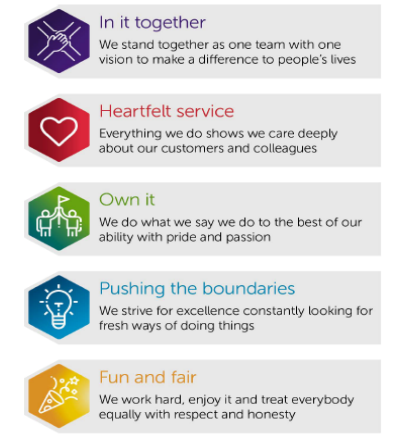 In it together
We stand together as one team with one
vision to make a difference to people's lives
Heartfelt service
Everything we do shows we care deeply
about our customers and colleagues
Own it
We do what we say we do to the best of our
ability with pride and passion
Pushing the boundaries
We strive for excellence constantly looking for
fresh ways of doing things
Fun and fair
We work hard, enjoy it and treat everybody
equally with respect and honesty